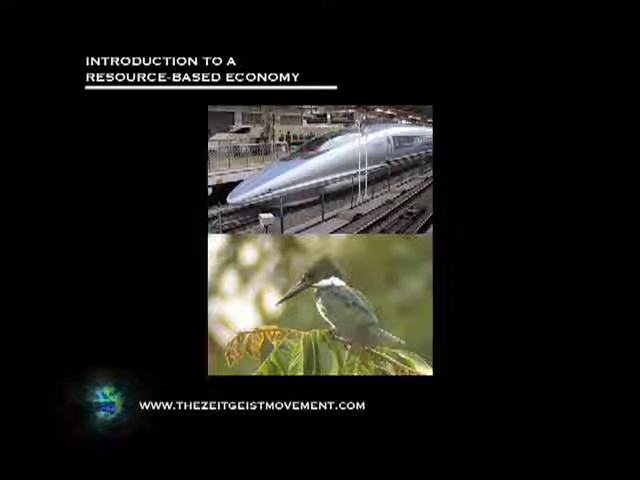 INTRODUCTION TO A
RESOURCE-BASED ECONOMY
WWW.THEZEITGEISTMOVEMENT.COM